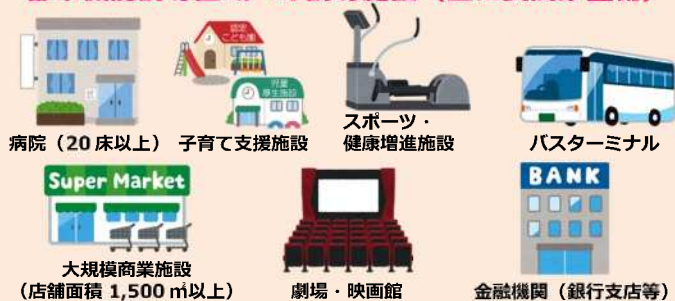 認定
こども園
児童
厚生施設
病院（20 床以上）
子育て支援施設
スポーツ・
健康増進施設
バスターミナル
Super Market
BANK
大規模商業施設
（店舗面積 1,500 ㎡以上）
劇場・映画館
金融機関（銀行支店等）